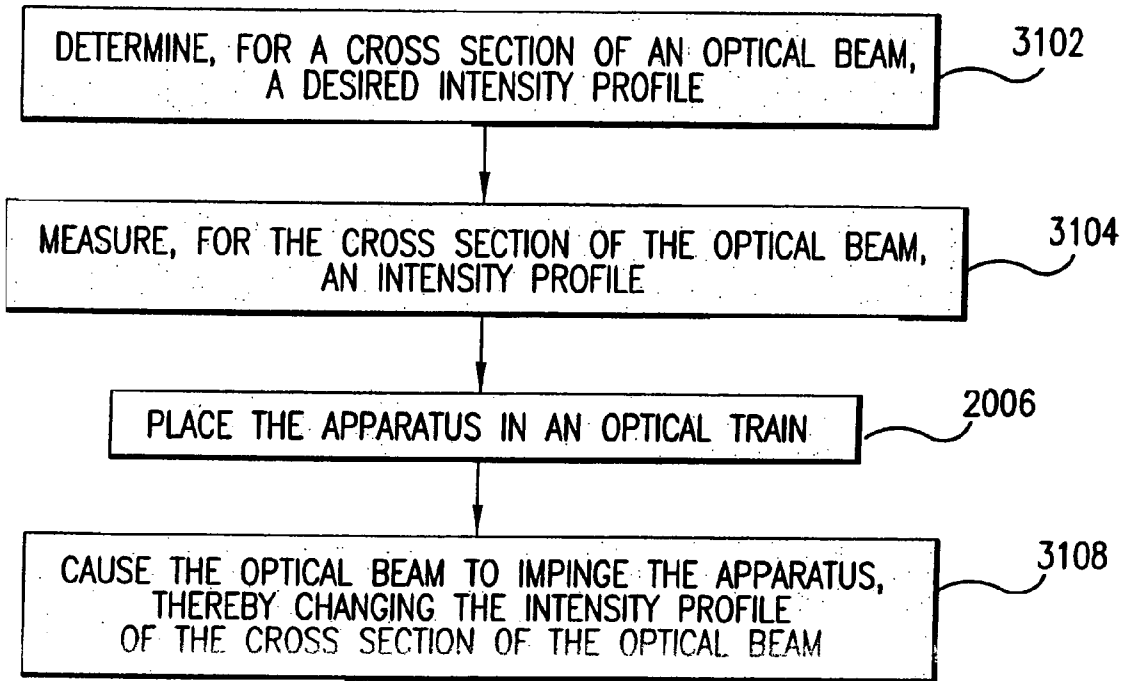 DETERMINE, FOR A CROSS SECTION OF AN OPTICAL BEAM,
A DESIRED INTENSITY PROFILE
3102
MEASURE, FOR THE CROSS SECTION OF THE OPTICAL BEAM,
AN INTENSITY PROFILE
3104
PLACE THE APPARATUS IN AN OPTICAL TRAIN
2006
CAUSE THE OPTICAL BEAM TO IMPINGE THE APPARATUS,
THEREBY CHANGING THE INTENSITY PROFILE
OF THE CROSS SECTION OF THE OPTICAL BEAM
3108